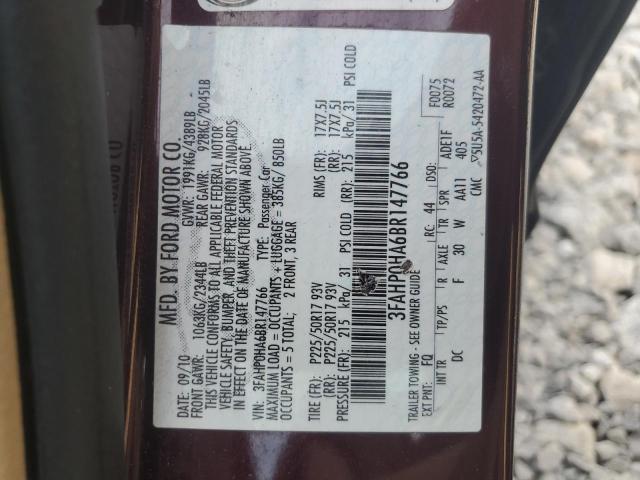 MFD. BY FORD MOTOR CO.
DATE: 09/10 GVWR: 1991KG/4389LB
FRONT GAWR: 1063KG/2344LB REAR GAWR: 928KG/2045LB
THIS VEHICLE CONFORMS TO ALL APPLICABLE FEDERAL MOTOR
VEHICLE SAFETY, BUMPER, AND THEFT PREVENTION STANDARDS
IN EFFECT ON THE DATE OF MANUFACTURE SHOWN ABOVE.
VIN: 3FAHP0HA6BR147766 TYPE: Passenger Car
MAXIMUM LOAD = OCCUPANTS + LUGGAGE = 385KG/ 850LB
OCCUPANTS = 5 TOTAL; 2 FRONT, 3 REAR
TIRE (FR): P225/50R17 93V RIMS (FR): 17X7.5J
TIRE (RR): P225/50R17 93V RIMS (RR): 17X7.5J
PRESSURE (FR): 215 kPa/ 31 PSI COLD (RR): 215 kPa/ 31 PSI COLD
3FAHP0HA6BR147766
TRAILER TOWING - SEE OWNER GUIDE F0075
R0072
EXT PNT: FQ RC: 44 DSO:
INT TR TP/PS R AXLE TR SPR ADE1F
DC F 30 W AA11 405
CMC 5U5A-5420472-AA